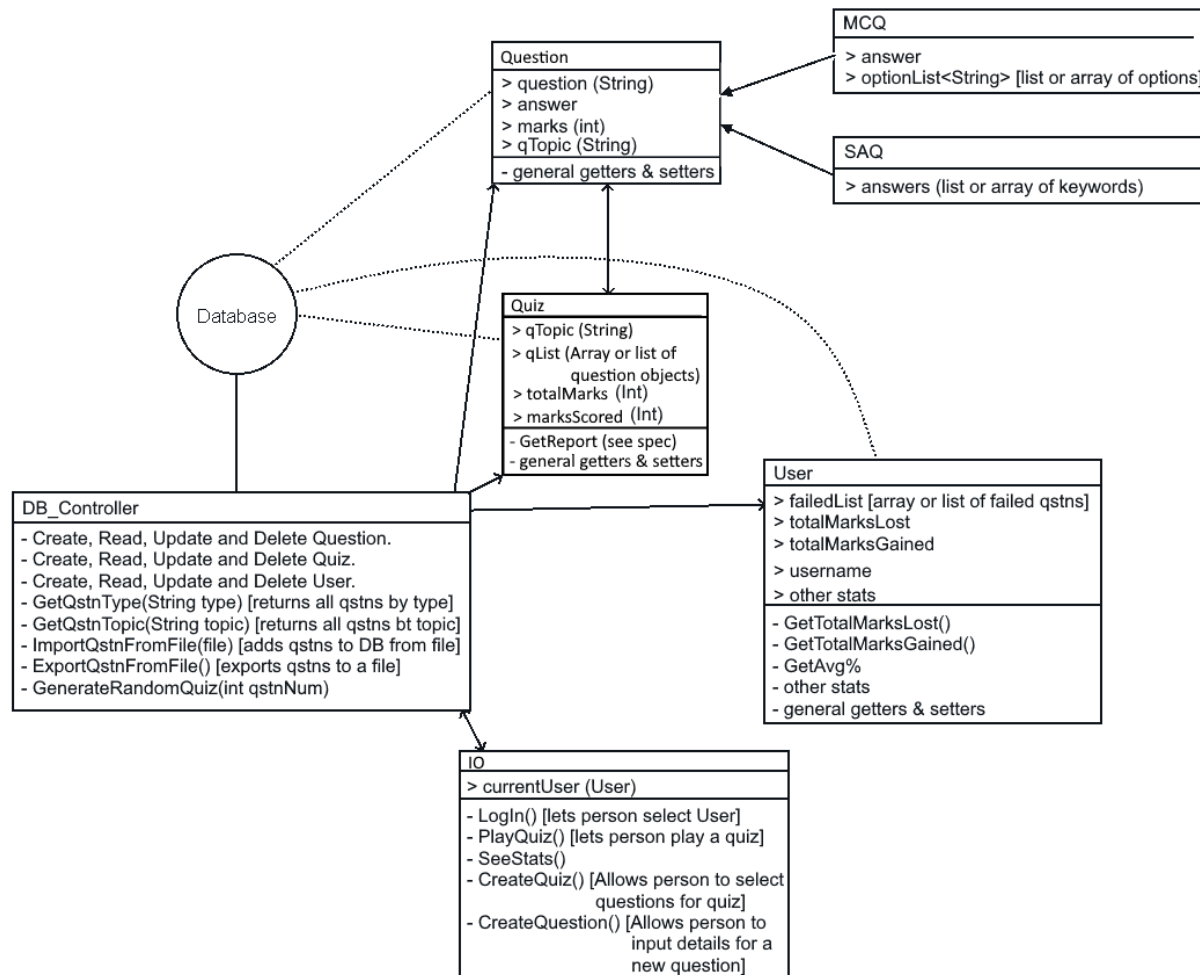 MCQ
> answer
> optionList<String> [list or array of options]
Question
> question (String)
> answer
> marks (int)
> qTopic (String)
- general getters & setters
SAQ
> answers (list or array of keywords)
Database
Quiz
> qTopic (String)
> qList (Array or list of
question objects)
> totalMarks (Int)
> marksScored (Int)
- GetReport (see spec)
- general getters & setters
User
> failedList [array or list of failed qstns]
> totalMarksLost
> totalMarksGained
> username
> other stats
- GetTotalMarksLost()
- GetTotalMarksGained()
- GetAvg%
- other stats
- general getters & setters
DB_Controller
- Create, Read, Update and Delete Question.
- Create, Read, Update and Delete Quiz.
- Create, Read, Update and Delete User.
- GetQstnType(String type) [returns all qstns by type]
- GetQstnTopic(String topic) [returns all qstns bt topic]
- ImportQstnFromFile(file) [adds qstns to DB from file]
- ExportQstnFromFile() [exports qstns to a file]
- GenerateRandomQuiz(int qstnNum)
IO
> currentUser (User)
- LogIn() [lets person select User]
- PlayQuiz() [lets person play a quiz]
- SeeStats()
- CreateQuiz() [Allows person to select
questions for quiz]
- CreateQuestion() [Allows person to
input details for a
new question]